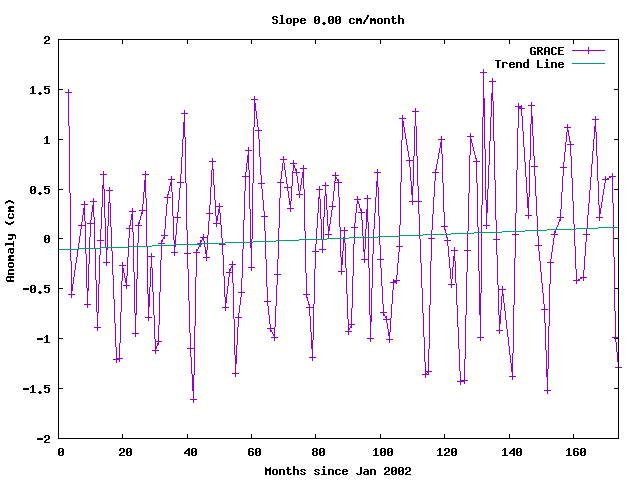 Slope 0.00 cm/month
GRACE
Trend Line
2
1.5
1
0.5
0
-0.5
-1
-1.5
-2
Anomaly (cm)
0 20 40 60 80 100 120 140 160
Months since Jan 2002